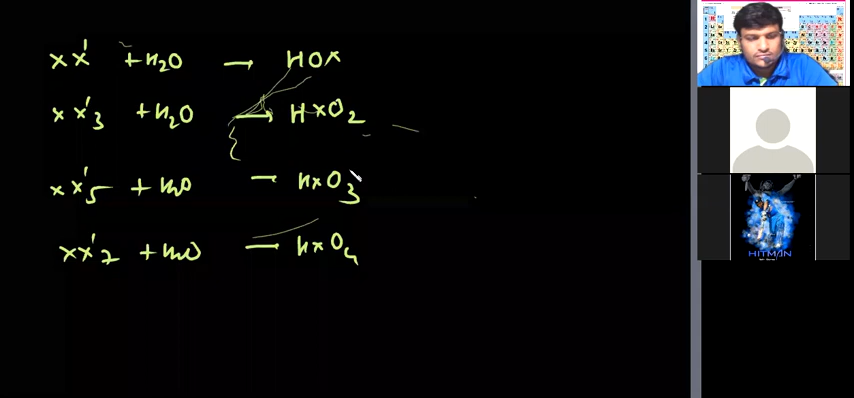 XX' + H2O → HOX
XX'3 + H2O → HXO2
XX'5 + H2O → HXO3
XX'7 + H2O → HXO4
HITMAN